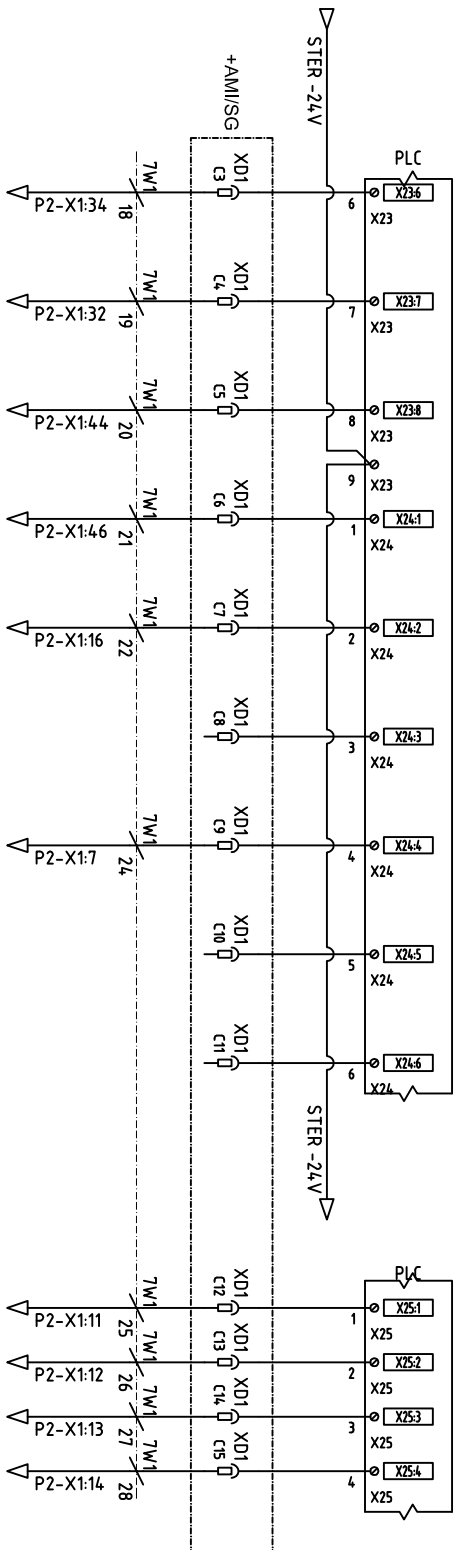 STER -24V
+AMI/SG
PLC
7W1
XD1
C3
X23:6
6
X23
P2-X1:34
18
7W1
XD1
C4
X23:7
7
X23
P2-X1:32
19
7W1
XD1
C5
X23:8
8
X23
P2-X1:44
20
9
X23
7W1
XD1
C6
X24:1
1
X24
P2-X1:46
21
7W1
XD1
C7
X24:2
2
X24
P2-X1:16
22
XD1
C8
X24:3
3
X24
7W1
XD1
C9
X24:4
4
X24
P2-X1:7
24
XD1
C10
X24:5
5
X24
XD1
C11
X24:6
6
X24
STER -24V
PLC
7W1
XD1
C12
X25:1
1
X25
P2-X1:11
25
7W1
XD1
C13
X25:2
2
X25
P2-X1:12
26
7W1
XD1
C14
X25:3
3
X25
P2-X1:13
27
7W1
XD1
C15
X25:4
4
X25
P2-X1:14
28